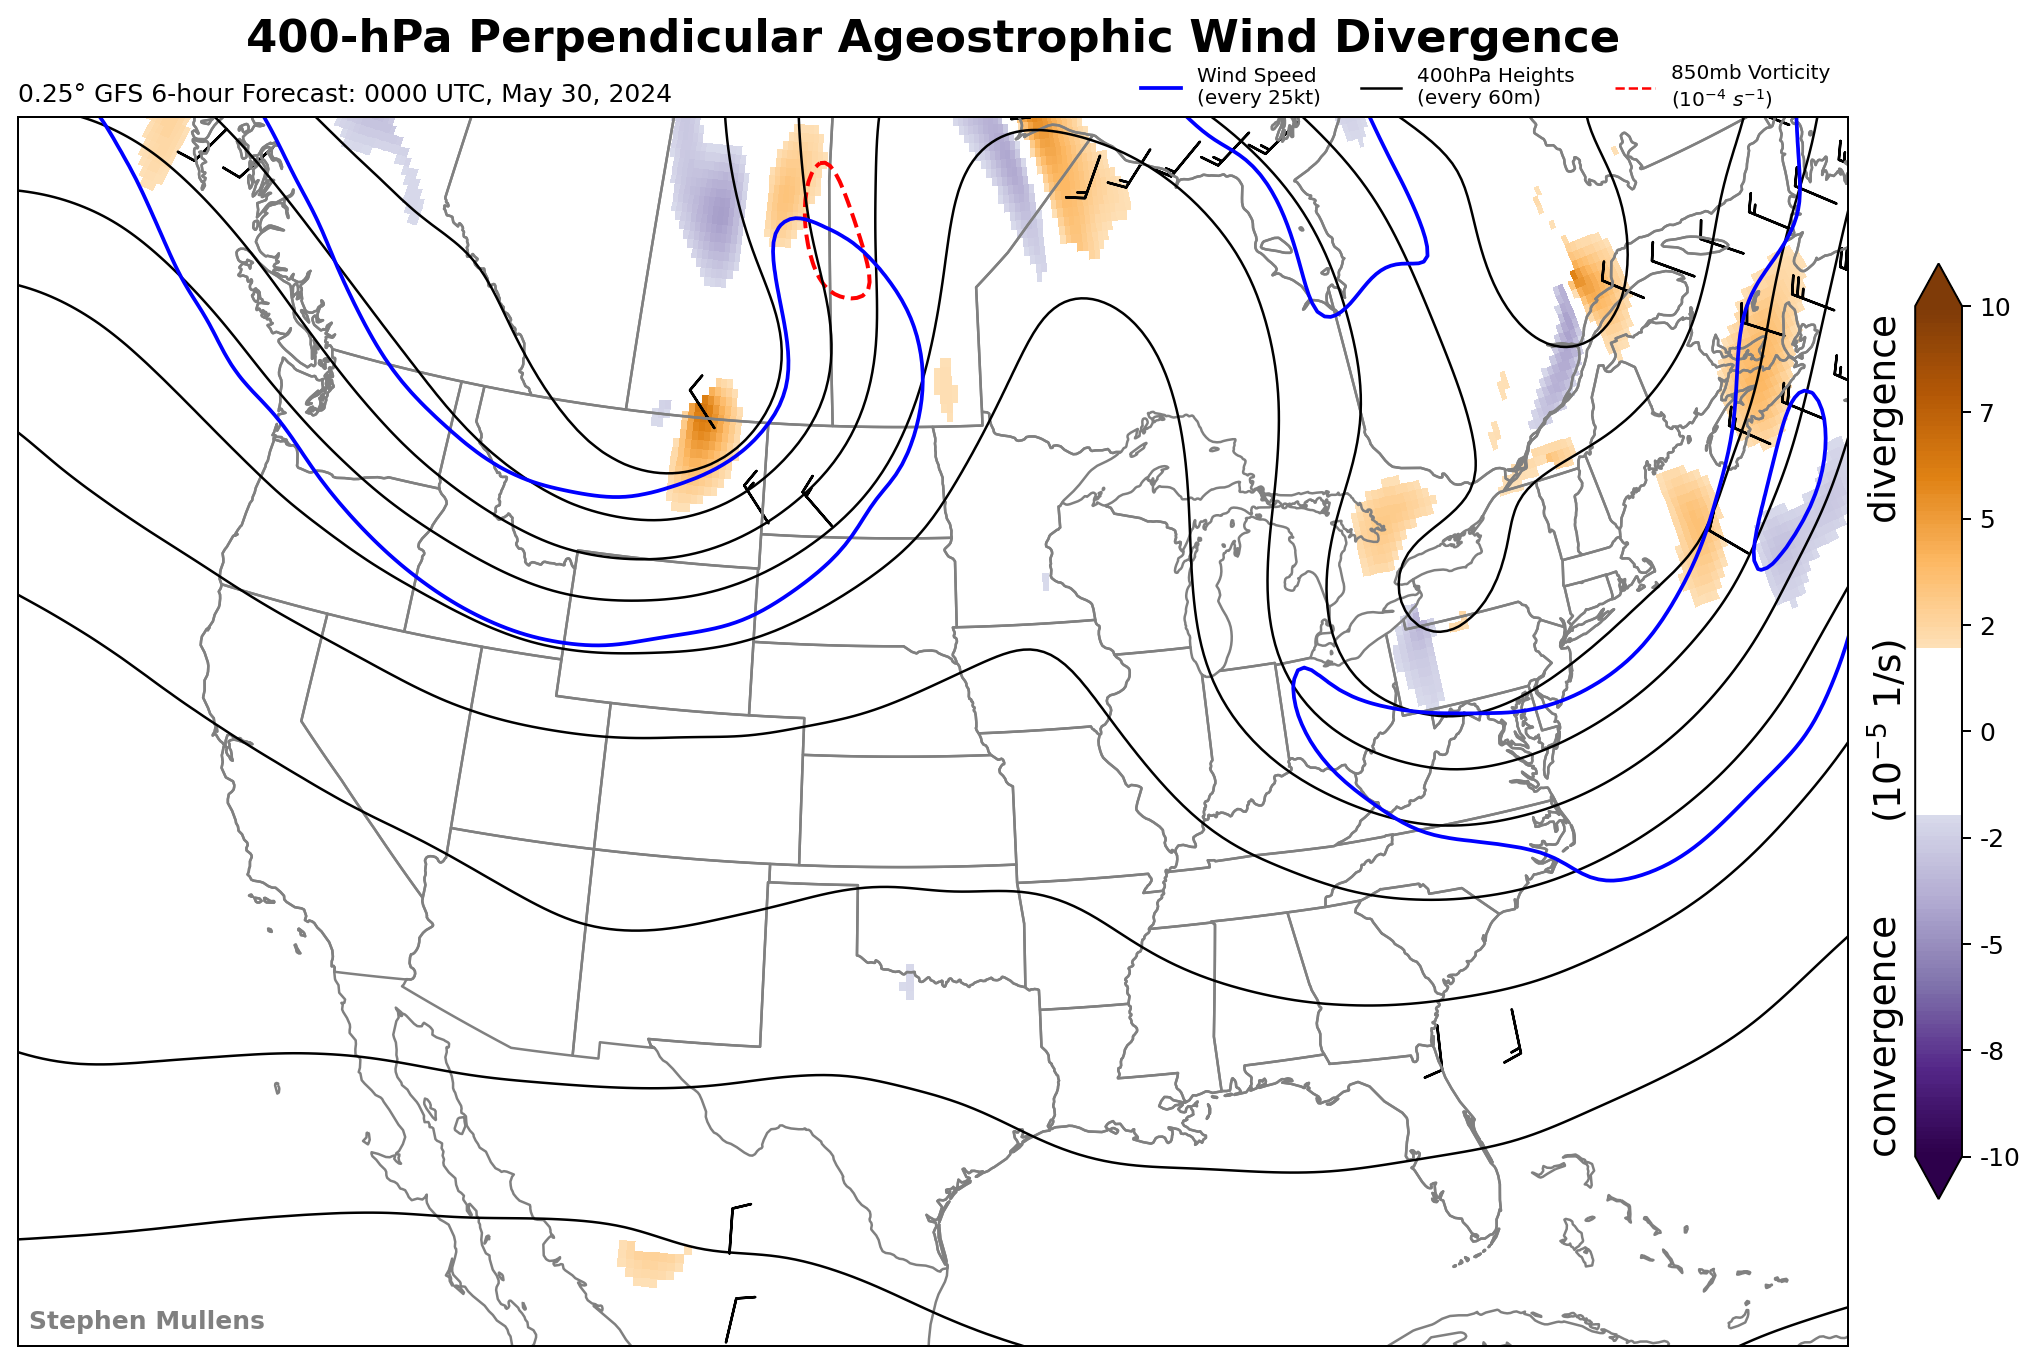 400-hPa Perpendicular Ageostrophic Wind Divergence
0.25° GFS 6-hour Forecast: 0000 UTC, May 30, 2024
Wind Speed
(every 25kt)
400hPa Heights
(every 60m)
850mb Vorticity
(10⁻⁴ s⁻¹)
10
7
5
2
0
-2
-5
-8
-10
convergence (10⁻⁵ 1/s) divergence
Stephen Mullens